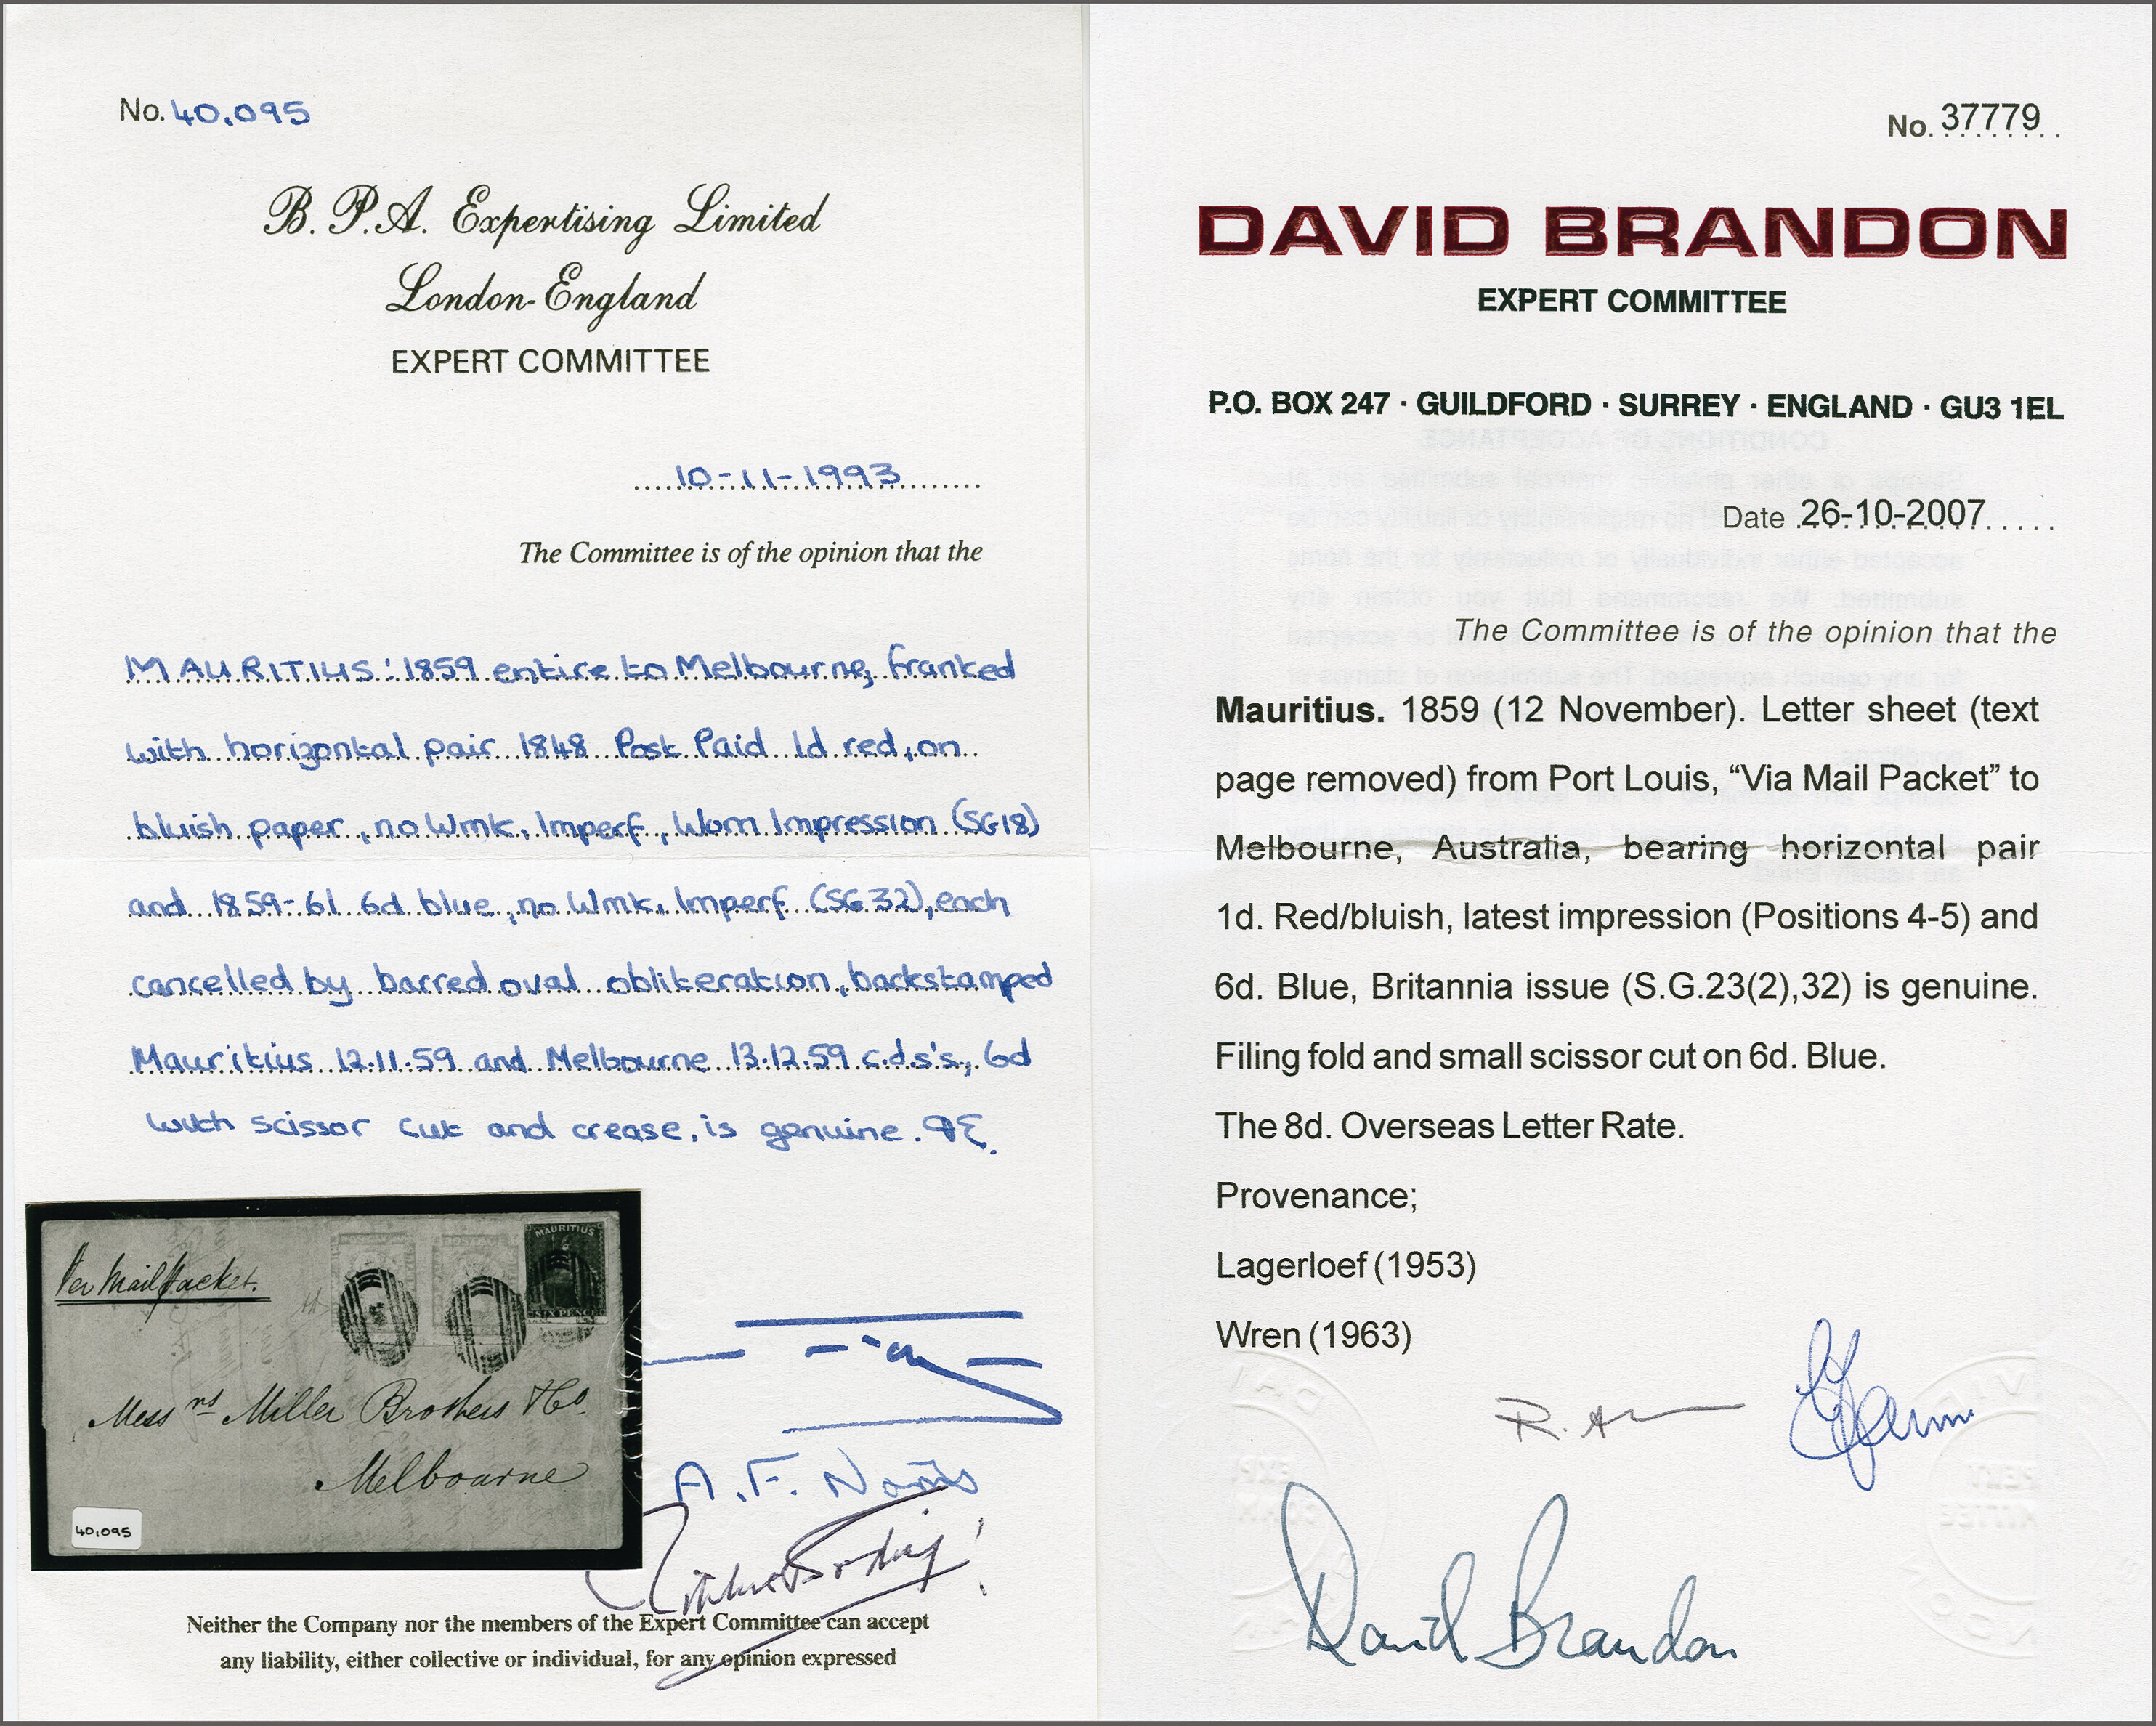 No. 40.095
B. P. A. Expertising Limited
London-England
EXPERT COMMITTEE
10-11-1993
The Committee is of the opinion that the
MAURITIUS: 1859 entire to Melbourne, franked
with horizontal pair 1848 Post Paid 1d red, on
bluish paper, no Wmk. Imperf, Worn Impression (SG18)
and 1859-61 6d blue, no Wmk. Imperf (SG32), each
cancelled by barred oval obliteration, backstamped
Mauritius 12.11.59 and Melbourne 13.12.59 c.d.s's., 6d
with scissor cut and crease, is genuine.
Per Mail Packet.
MAURITIUS
SIX PENCE
Messrs Miller Brothers & Co.
Melbourne
40,095
A.F. Norris
Neither the Company nor the members of the Expert Committee can accept
any liability, either collective or individual, for any opinion expressed
No. 37779
DAVID BRANDON
EXPERT COMMITTEE
P.O. BOX 247 · GUILDFORD · SURREY · ENGLAND · GU3 1EL
Date 26-10-2007
The Committee is of the opinion that the
Mauritius. 1859 (12 November). Letter sheet (text
page removed) from Port Louis, “Via Mail Packet” to
Melbourne, Australia, bearing horizontal pair
1d. Red/bluish, latest impression (Positions 4-5) and
6d. Blue, Britannia issue (S.G.23(2),32) is genuine.
Filing fold and small scissor cut on 6d. Blue.
The 8d. Overseas Letter Rate.
Provenance;
Lagerloef (1953)
Wren (1963)
David Brandon